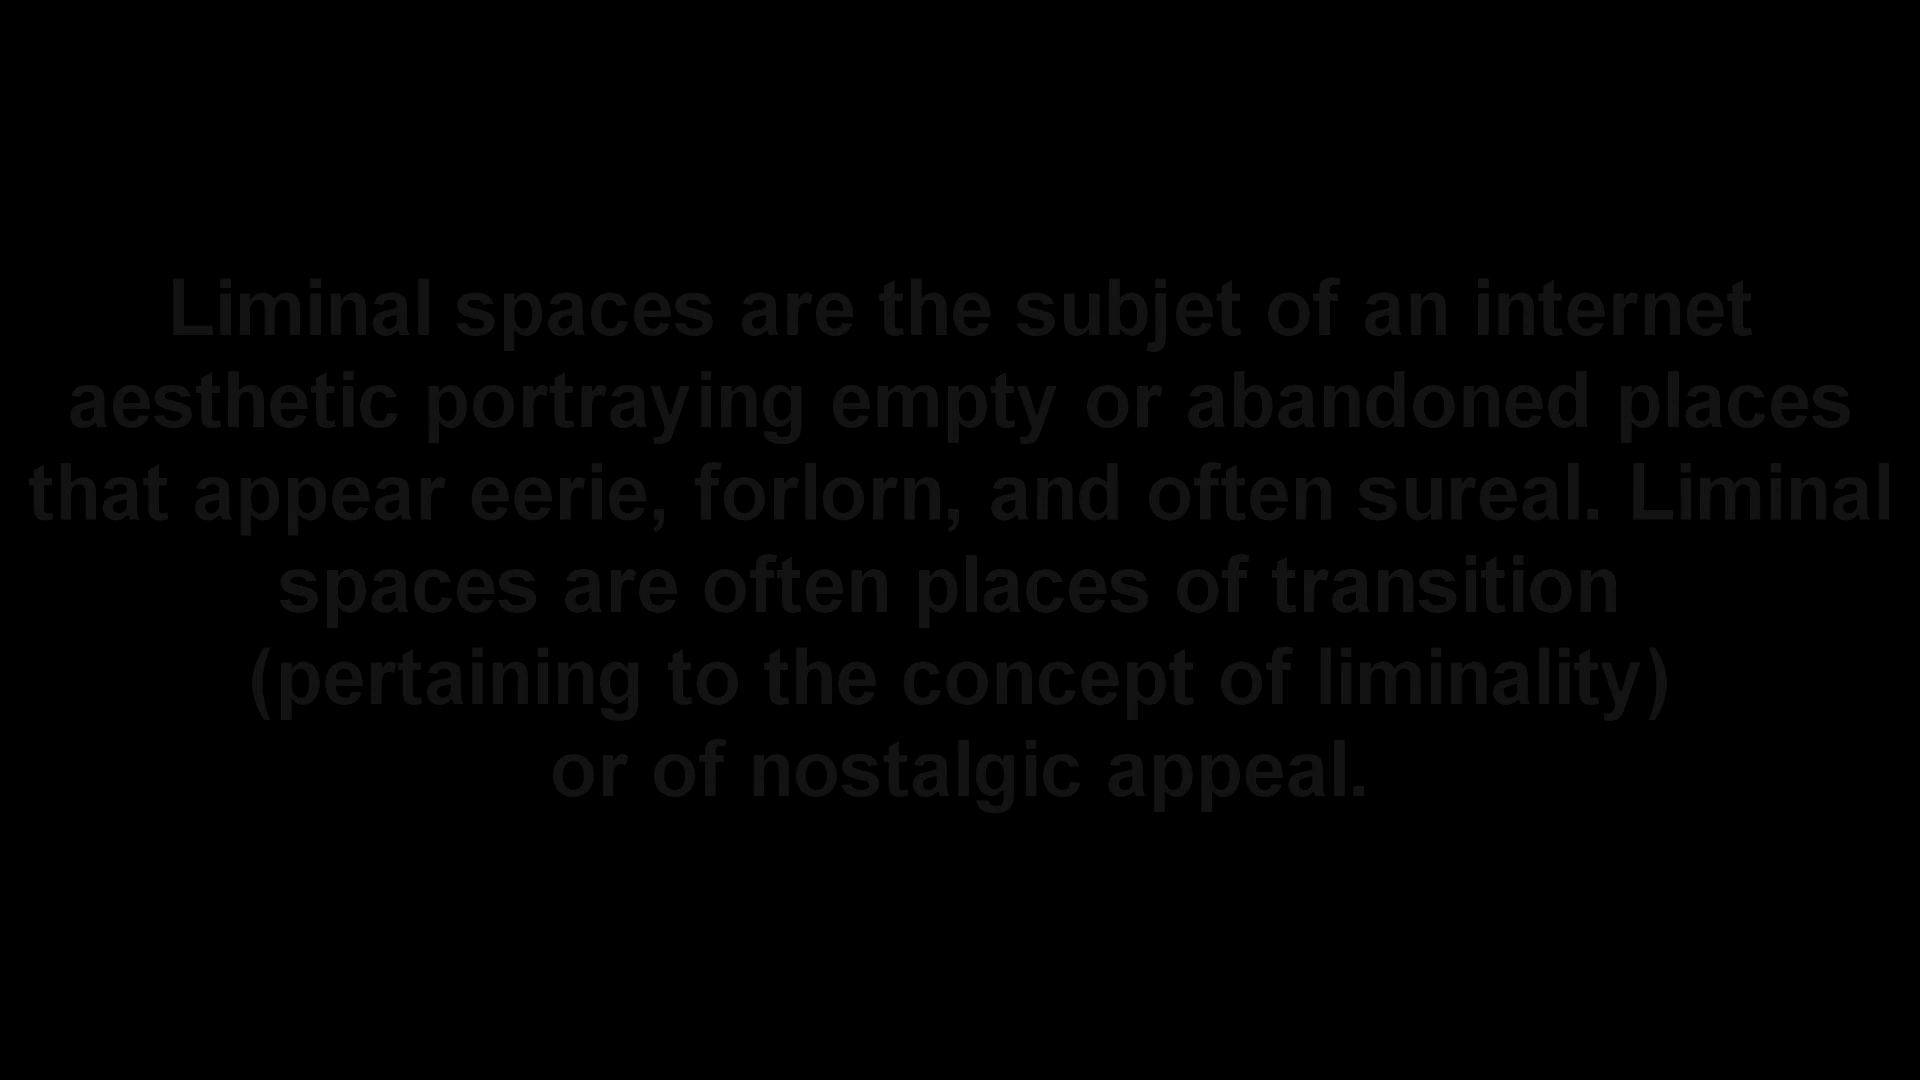 Liminal spaces are the subjet of an internet
aesthetic portraying empty or abandoned places
that appear eerie, forlorn, and often sureal. Liminal
spaces are often places of transition
(pertaining to the concept of liminality)
or of nostalgic appeal.